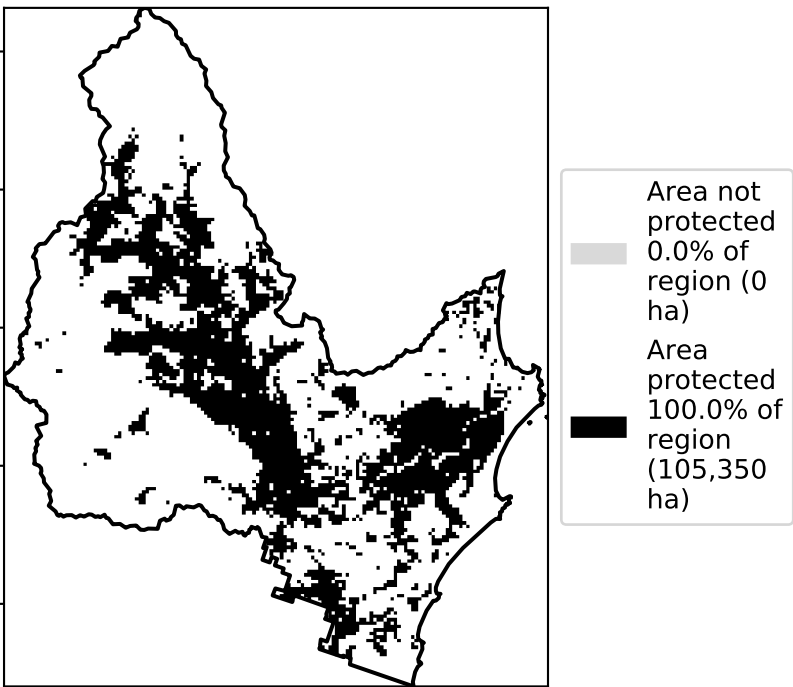 Area not
protected
0.0% of
region (0
ha)
Area
protected
100.0% of
region
(105,350
ha)